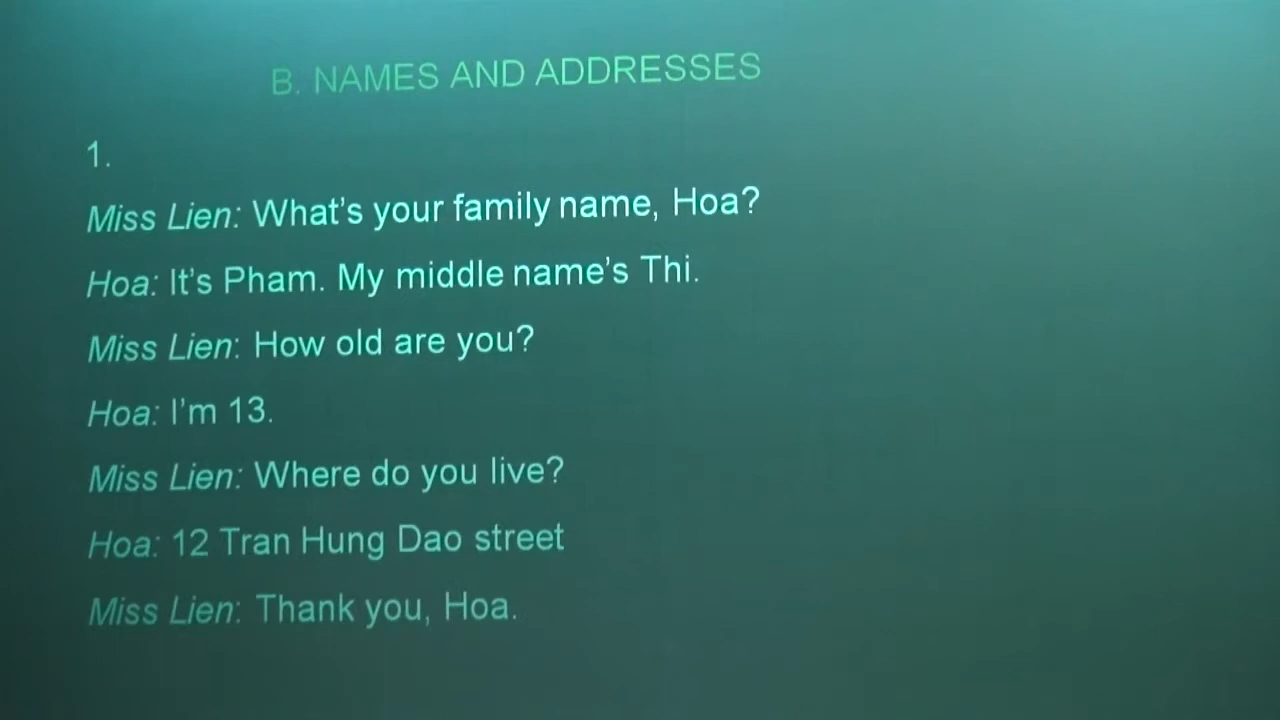 B. NAMES AND ADDRESSES
1.
Miss Lien: What's your family name, Hoa?
Hoa: It's Pham. My middle name's Thi.
Miss Lien: How old are you?
Hoa: I'm 13.
Miss Lien: Where do you live?
Hoa: 12 Tran Hung Dao street
Miss Lien: Thank you, Hoa.